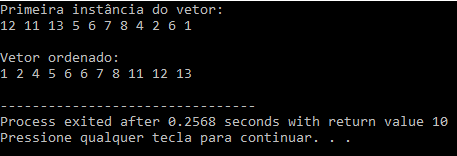 Primeira instância do vetor:
12 11 13 5 6 7 8 4 2 6 1
Vetor ordenado:
1 2 4 5 6 6 7 8 11 12 13
--------------------------------
Process exited after 0.2568 seconds with return value 10
Pressione qualquer tecla para continuar. . .